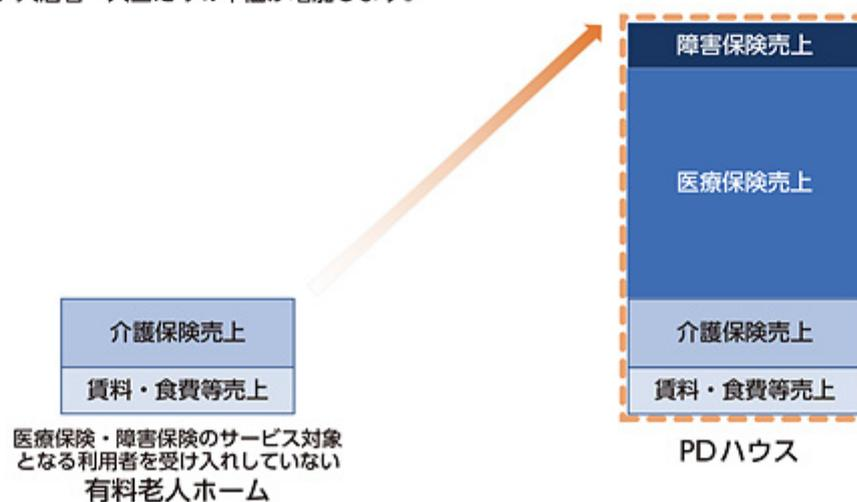 障害保険売上
医療保険売上
介護保険売上
賃料・食費等売上
PDハウス
介護保険売上
賃料・食費等売上
医療保険・障害保険のサービス対象
となる利用者を受け入れしていない
有料老人ホーム